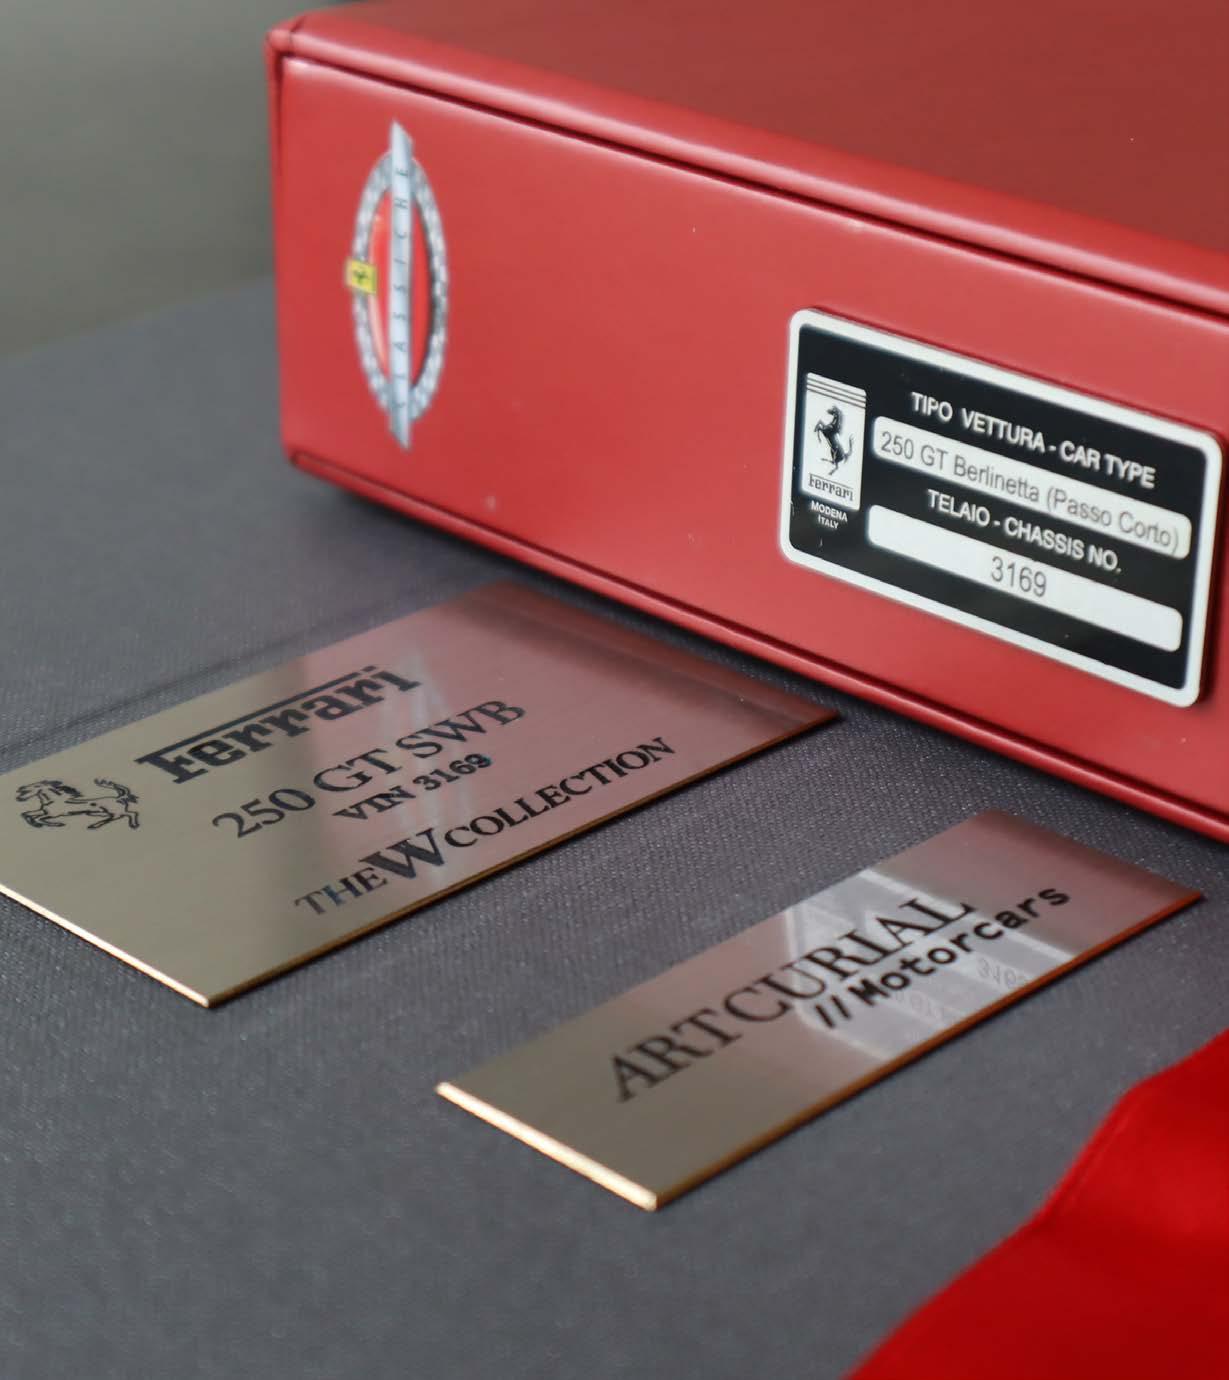 CLASSICHE
TIPO VETTURA - CAR TYPE
250 GT Berlinetta (Passo Corto)
TELAIO - CHASSIS NO.
3169
Ferrari
MODENA
ITALY
Ferrari
250 GT SWB
VIN 3169
THE W COLLECTION
ARTCURIAL
//Motorcars